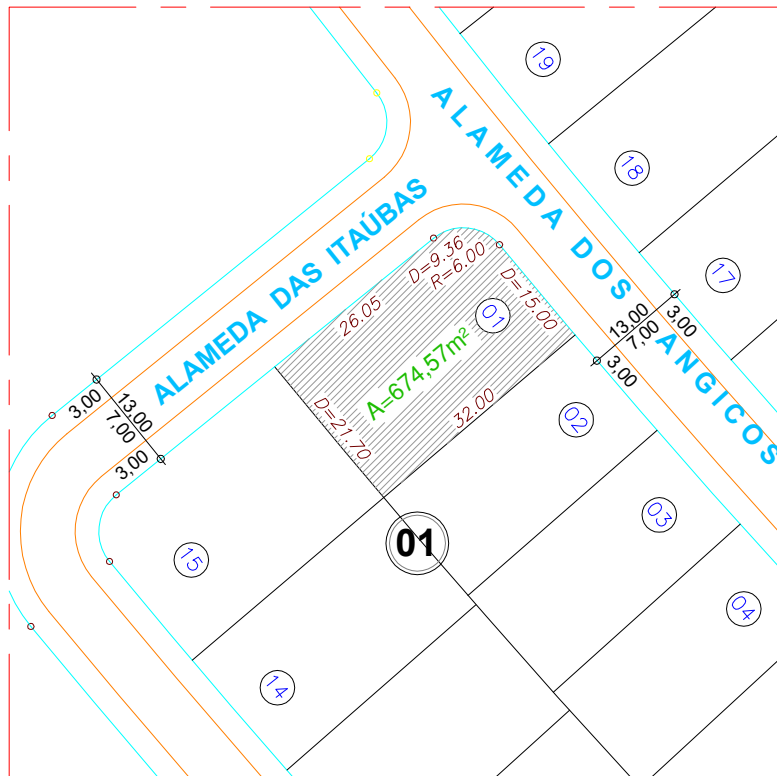 19
18
17
ALAMEDA DOS ANGICOS
ALAMEDA DAS ITAÚBAS
D=9.36
R=6.00
D=15.00
26.05
01
A=674,57m²
D=21.70
32.00
13,00
7,00
3,00
3,00
3,00
13,00
7,00
3,00
02
03
04
01
15
14